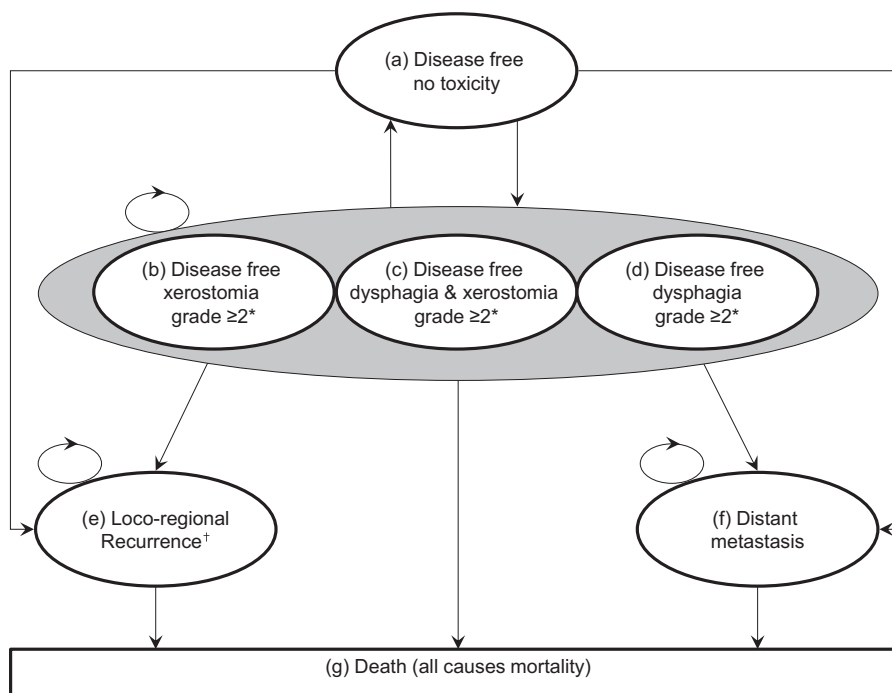 (a) Disease free
no toxicity
(b) Disease free
xerostomia
grade ≥2*
(c) Disease free
dysphagia & xerostomia
grade ≥2*
(d) Disease free
dysphagia
grade ≥2*
(e) Loco-regional
Recurrence†
(f) Distant
metastasis
(g) Death (all causes mortality)